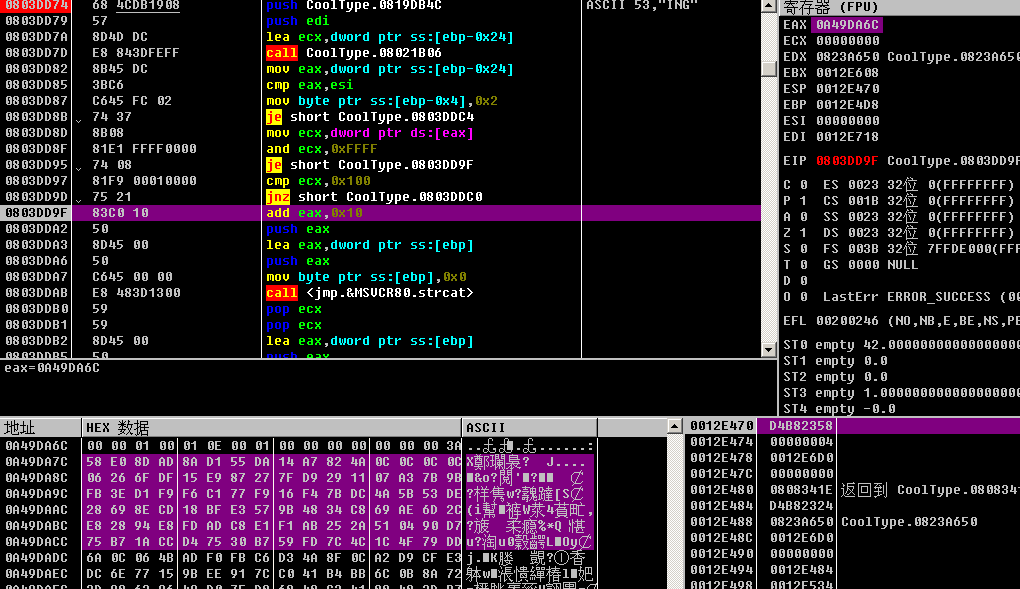 0803DD74 68 4CDB1908 push CoolType.0819DB4C ASCII 53,"ING"
0803DD79 57 push edi
0803DD7A 8D4D DC lea ecx,dword ptr ss:[ebp-0x24]
0803DD7D E8 843DFEFF call CoolType.08021B06
0803DD82 8B45 DC mov eax,dword ptr ss:[ebp-0x24]
0803DD85 3BC6 cmp eax,esi
0803DD87 C645 FC 02 mov byte ptr ss:[ebp-0x4],0x2
0803DD8B 74 37 je short CoolType.0803DDC4
0803DD8D 8B08 mov ecx,dword ptr ds:[eax]
0803DD8F 81E1 FFFF0000 and ecx,0xFFFF
0803DD95 74 08 je short CoolType.0803DD9F
0803DD97 81F9 00010000 cmp ecx,0x100
0803DD9D 75 21 jnz short CoolType.0803DDC0
0803DD9F 83C0 10 add eax,0x10
0803DDA2 50 push eax
0803DDA3 8D45 00 lea eax,dword ptr ss:[ebp]
0803DDA6 50 push eax
0803DDA7 C645 00 00 mov byte ptr ss:[ebp],0x0
0803DDAB E8 483D1300 call <jmp.&MSVCR80.strcat>
0803DDB0 59 pop ecx
0803DDB1 59 pop ecx
0803DDB2 8D45 00 lea eax,dword ptr ss:[ebp]
0803DDB5 50 push eax
eax=0A49DA6C
寄存器 (FPU)
EAX 0A49DA6C
ECX 00000000
EDX 0823A650 CoolType.0823A650
EBX 0012E608
ESP 0012E470
EBP 0012E4D8
ESI 00000000
EDI 0012E718
EIP 0803DD9F CoolType.0803DD9F
C 0 ES 0023 32位 0(FFFFFFFF)
P 1 CS 001B 32位 0(FFFFFFFF)
A 0 SS 0023 32位 0(FFFFFFFF)
Z 1 DS 0023 32位 0(FFFFFFFF)
S 0 FS 003B 32位 7FFDE000(FFF
T 0 GS 0000 NULL
D 0
O 0 LastErr ERROR_SUCCESS (00
EFL 00200246 (NO,NB,E,BE,NS,PE
ST0 empty 42.0000000000000000
ST1 empty 0.0
ST2 empty 0.0
ST3 empty 1.00000000000000000
ST4 empty -0.0
地址 HEX 数据 ASCII
0A49DA6C 00 00 01 00 01 0E 00 01 00 00 00 00 00 00 00 3A
0A49DA7C 58 E0 8D AD 8A D1 55 DA 14 A7 82 4A 0C 0C 0C 0C
0A49DA8C 06 26 6F DF 15 E9 87 27 7F D9 29 11 07 A3 7B 9B
0A49DA9C FB 3E D1 F9 F6 C1 77 F9 16 F4 7B DC 4A 5B 53 DE
0A49DAAC 28 69 8E CD 18 BF E3 57 9B 48 34 C8 69 AE 6D 2C
0A49DABC E8 28 94 E8 FD AD C8 E1 F1 AB 25 2A 51 04 90 D7
0A49DACC 75 B7 1A CC D4 75 30 B7 59 FD 7C 4C 1C 4F 79 DD
0A49DADC 6A 0C 06 4B AD F0 FB C6 D3 4A 8F 0C A2 D9 CF E3
0A49DAEC DC 6E 77 15 9B EE 91 7C C0 41 B4 BB 6C 0B 8A 72
0012E470 D4B82358
0012E474 00000004
0012E478 0012E6D0
0012E47C 00000000
0012E480 0808341E 返回到 CoolType.0808341
0012E484 D4B82324
0012E488 0823A650 CoolType.0823A650
0012E48C 0012E6D0
0012E490 00000000
0012E494 0012E484
0012E498 0012E534